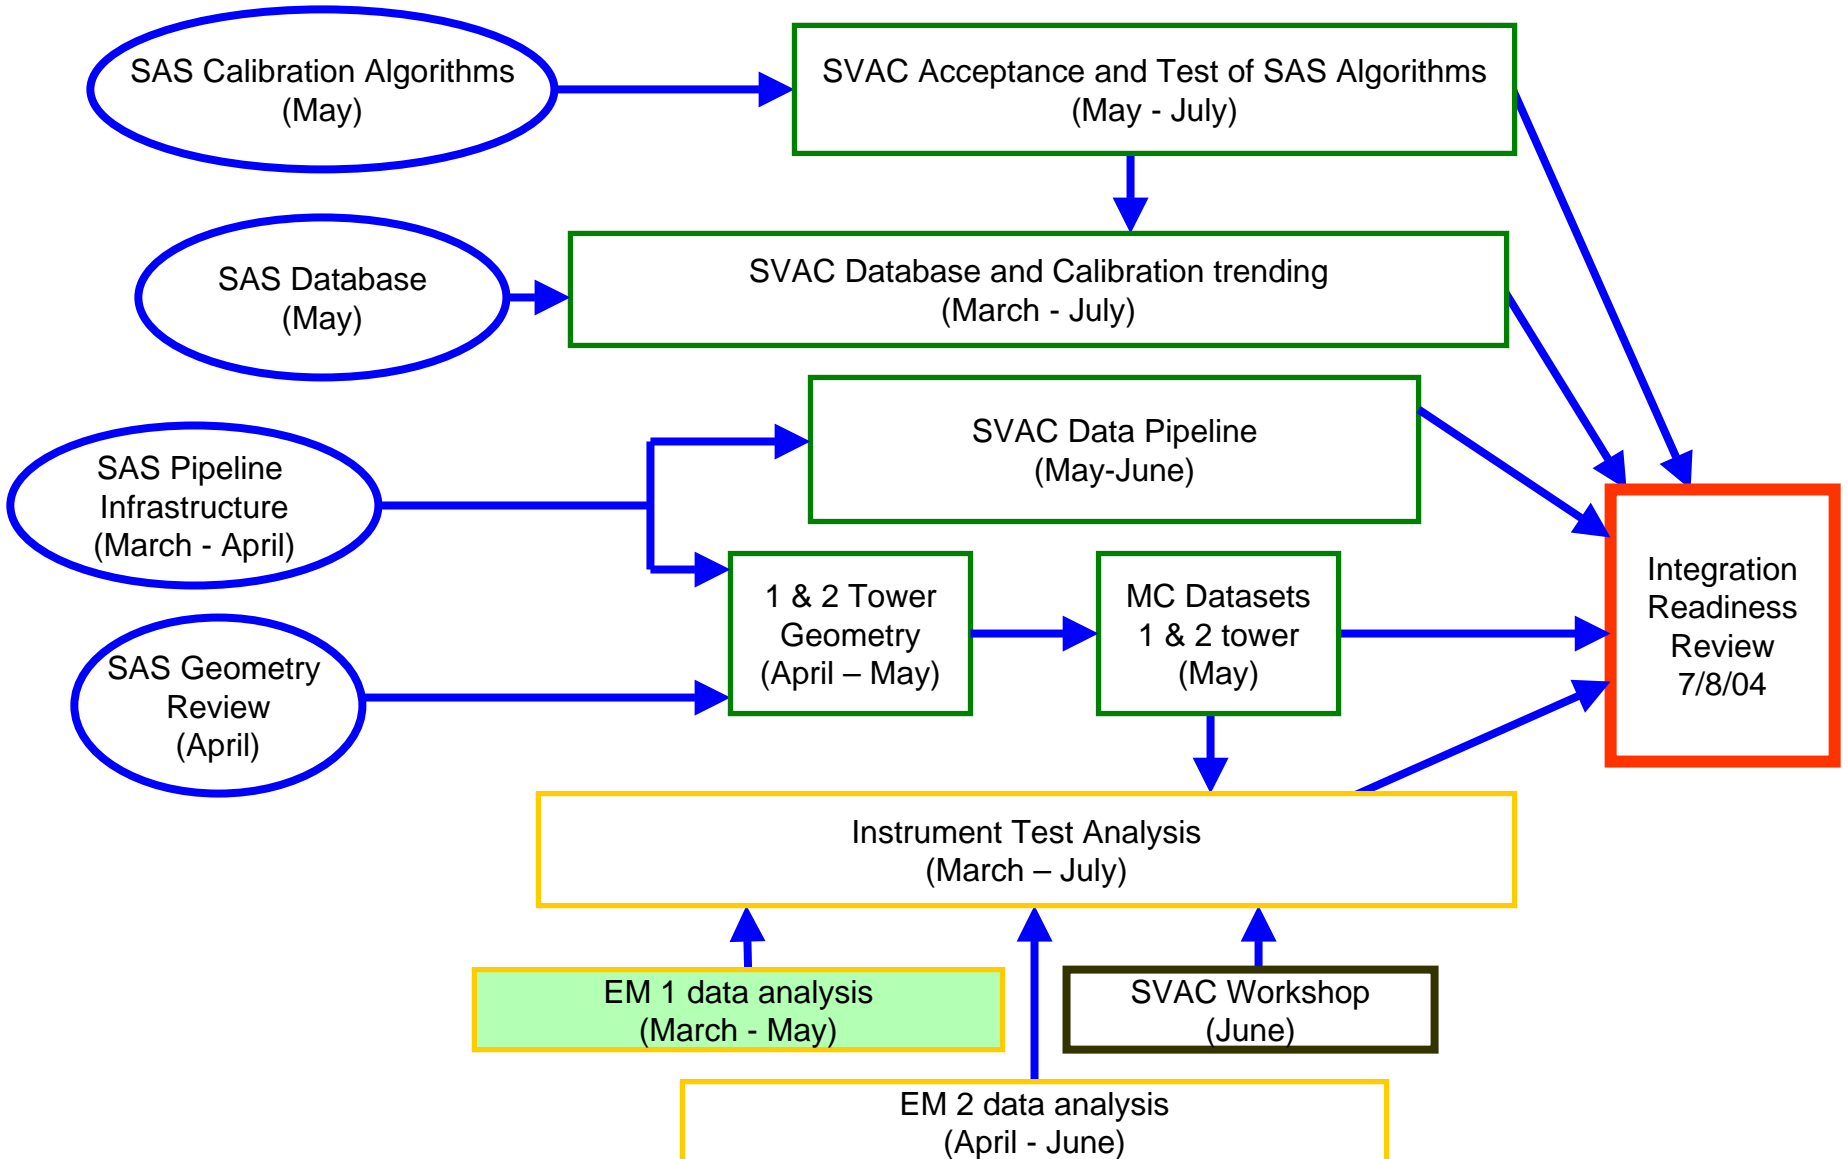 SAS Calibration Algorithms
(May)
SVAC Acceptance and Test of SAS Algorithms
(May - July)
SAS Database
(May)
SVAC Database and Calibration trending
(March - July)
SVAC Data Pipeline
(May-June)
SAS Pipeline
Infrastructure
(March - April)
1 & 2 Tower
Geometry
(April – May)
MC Datasets
1 & 2 tower
(May)
Integration
Readiness
Review
7/8/04
SAS Geometry
Review
(April)
Instrument Test Analysis
(March – July)
EM 1 data analysis
(March - May)
SVAC Workshop
(June)
EM 2 data analysis
(April - June)